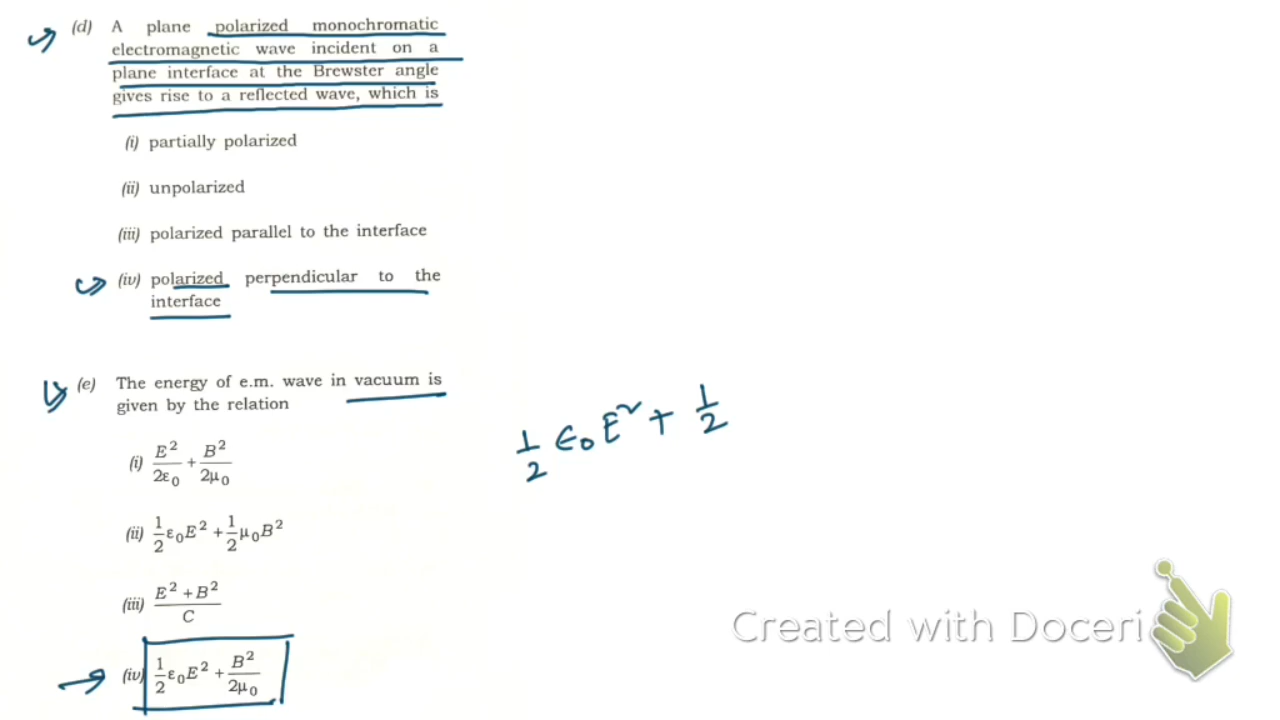 (d) A plane polarized monochromatic
electromagnetic wave incident on a
plane interface at the Brewster angle
gives rise to a reflected wave, which is
(i) partially polarized
(ii) unpolarized
(iii) polarized parallel to the interface
(iv) polarized perpendicular to the
interface
(e) The energy of e.m. wave in vacuum is
given by the relation
(i) E²/2ε₀ + B²/2μ₀
(ii) 1/2 ε₀E² + 1/2 μ₀B²
(iii) E² + B² / C
(iv) 1/2 ε₀E² + B²/2μ₀
1/2 ε₀E² + 1/2
Created with Doceri